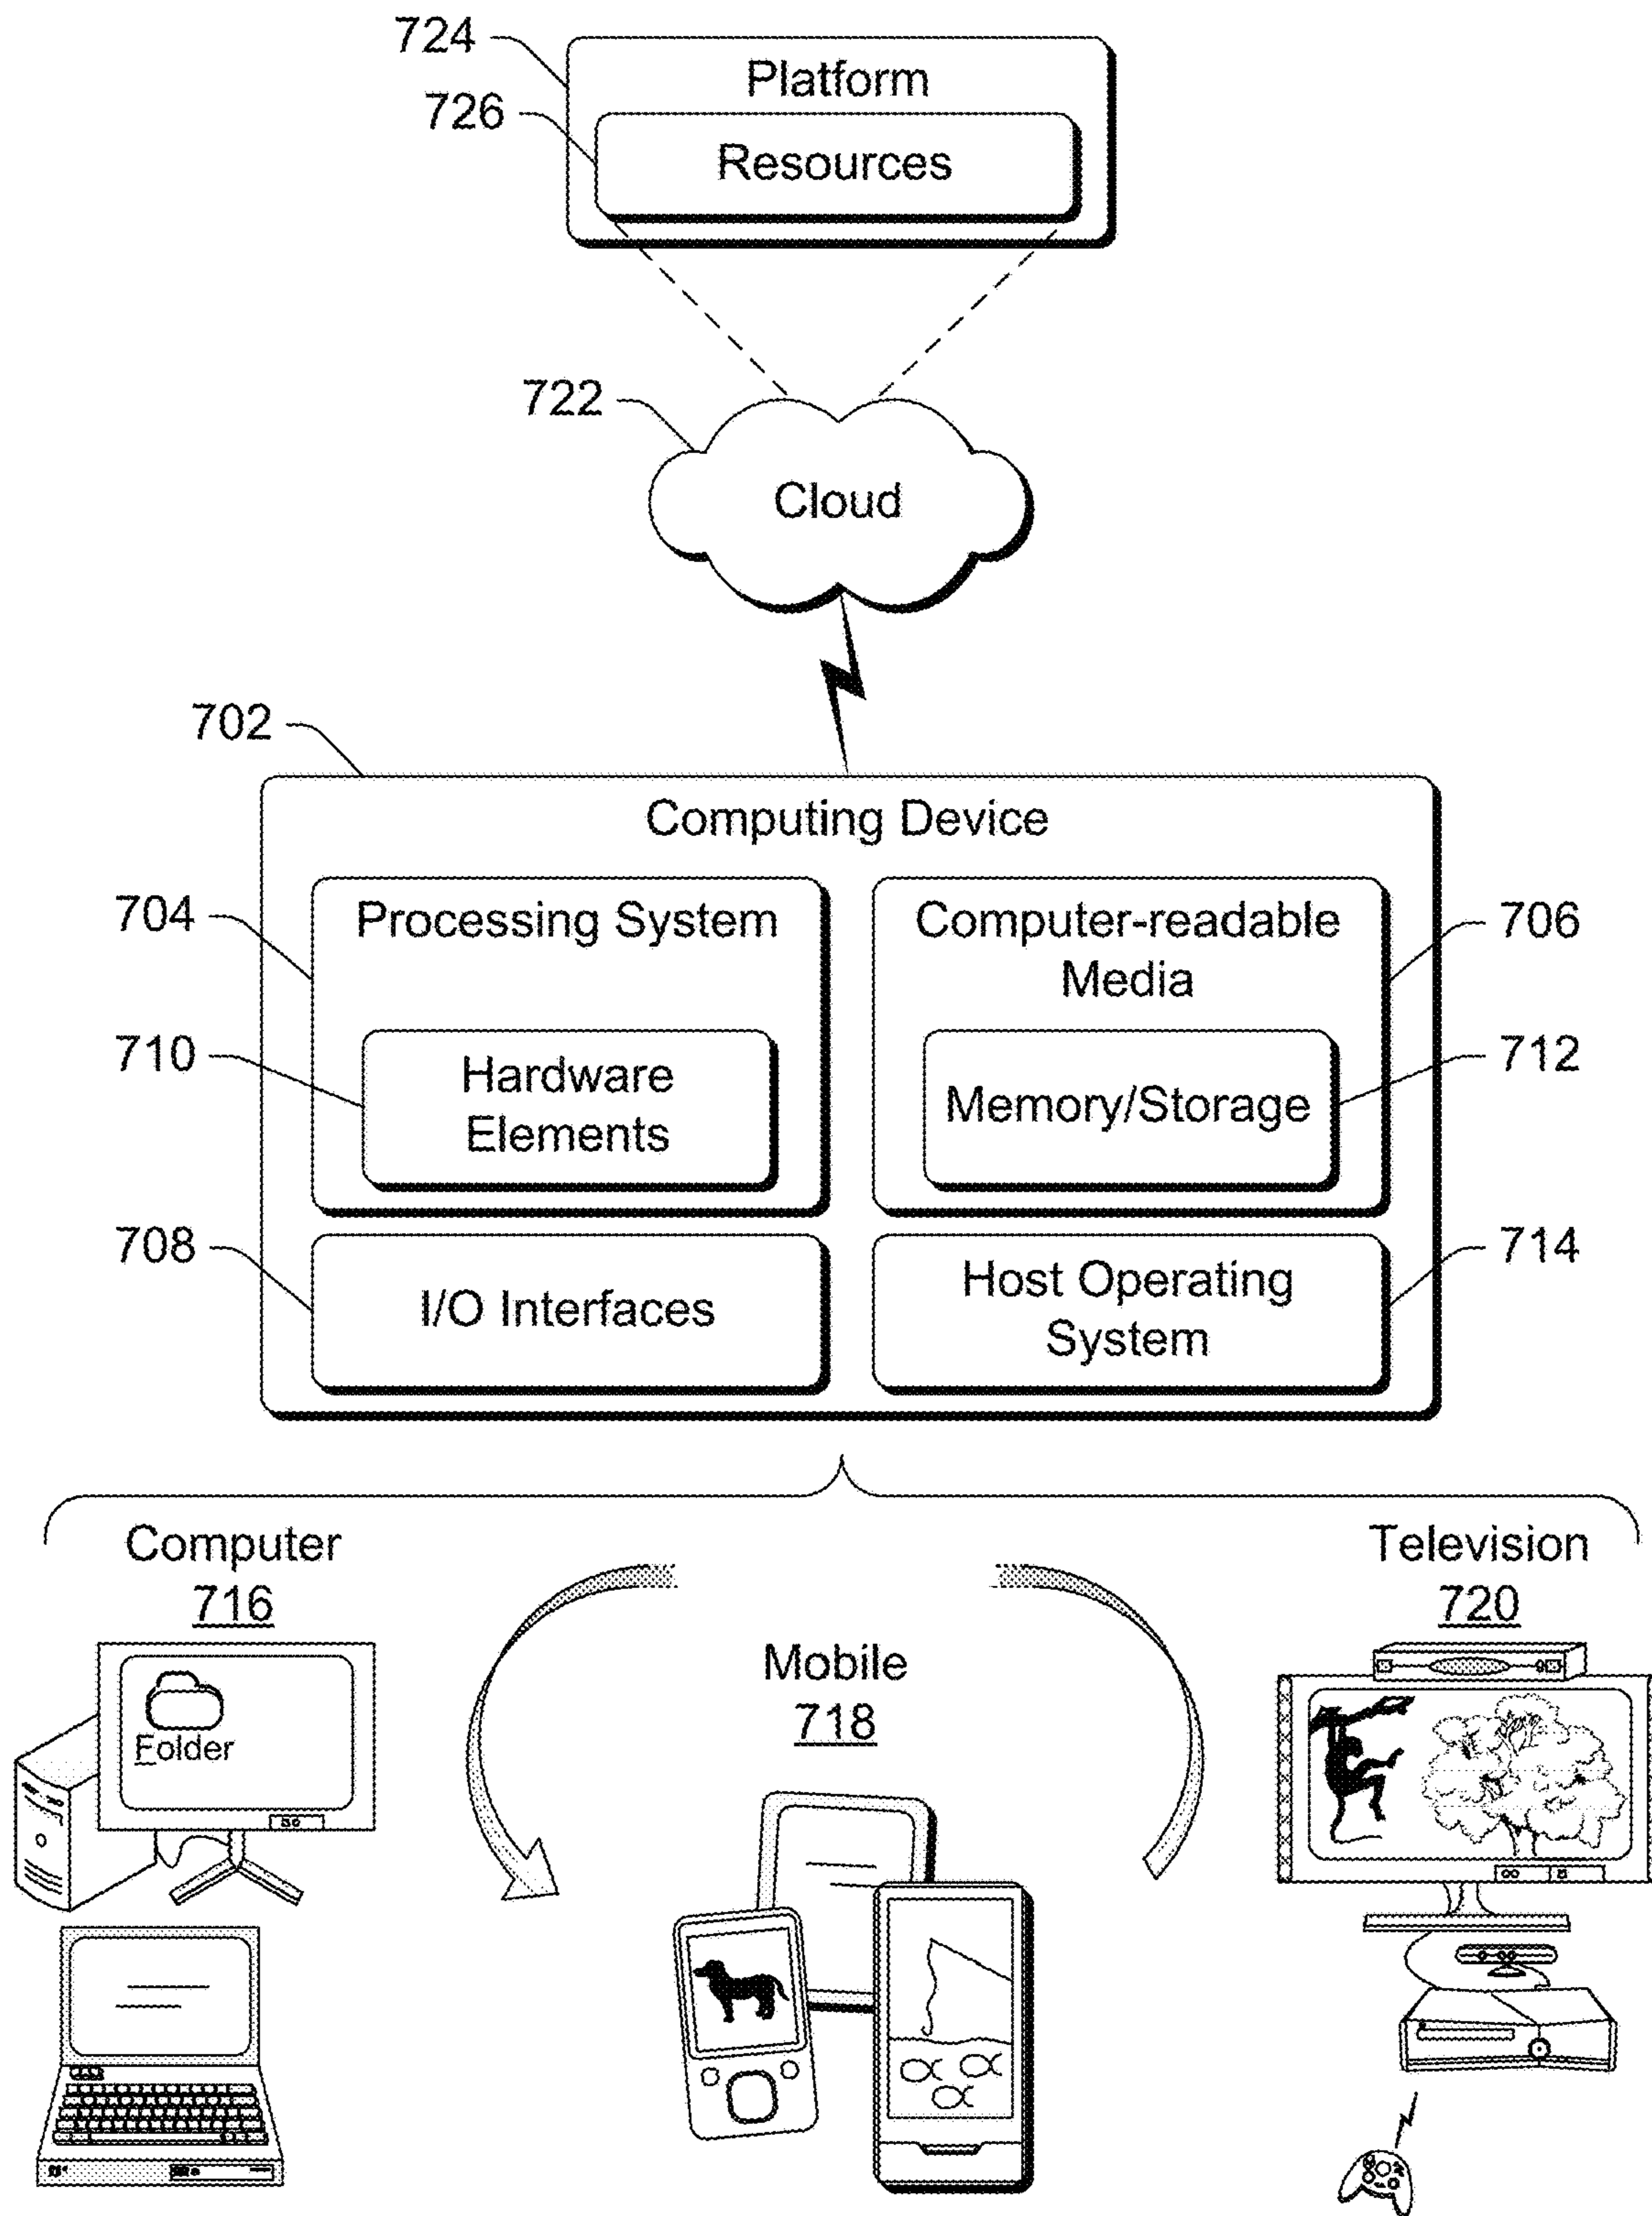 724
Platform
726
Resources
722
Cloud
702
Computing Device
704
Processing System
Computer-readable
Media
706
710
Hardware
Elements
Memory/Storage
712
708
I/O Interfaces
Host Operating
System
714
Computer
716
Television
720
Mobile
718
Folder